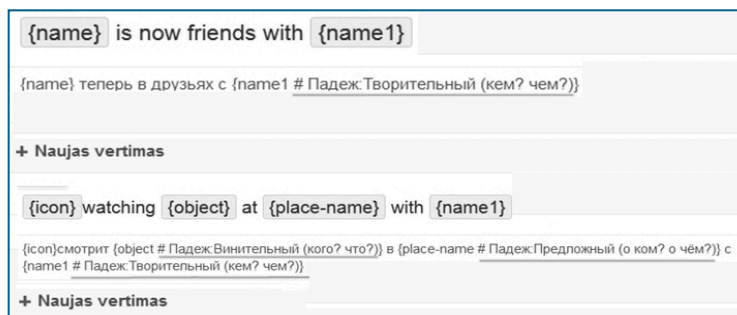 {name} is now friends with {name1}
{name} теперь в друзьях с {name1 # Падеж:Творительный (кем? чем?)}
+ Naujas vertimas
{icon}watching {object} at {place-name} with {name1}
{icon}смотрит {object # Падеж:Винительный (кого? что?)} в {place-name # Падеж:Предложный (о ком? о чём?)} с
{name1 # Падеж:Творительный (кем? чем?)}
+ Naujas vertimas